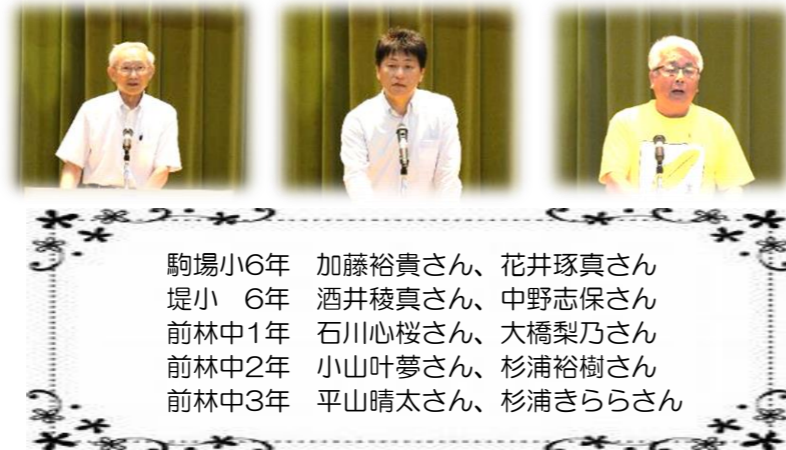 駒場小6年　加藤裕貴さん、花井琢真さん
堤小　6年　酒井稜真さん、中野志保さん
前林中1年　石川心桜さん、大橋梨乃さん
前林中2年　小山叶夢さん、杉浦裕樹さん
前林中3年　平山晴太さん、杉浦きららさん